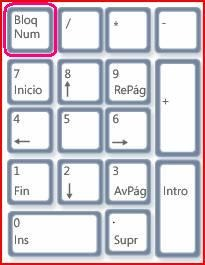 Bloq
Num
/
*
-
7
Inicio
8
↑
9
RePág
+
4
←
5
6
→
1
Fin
2
↓
3
AvPág
Intro
0
Ins
.
Supr